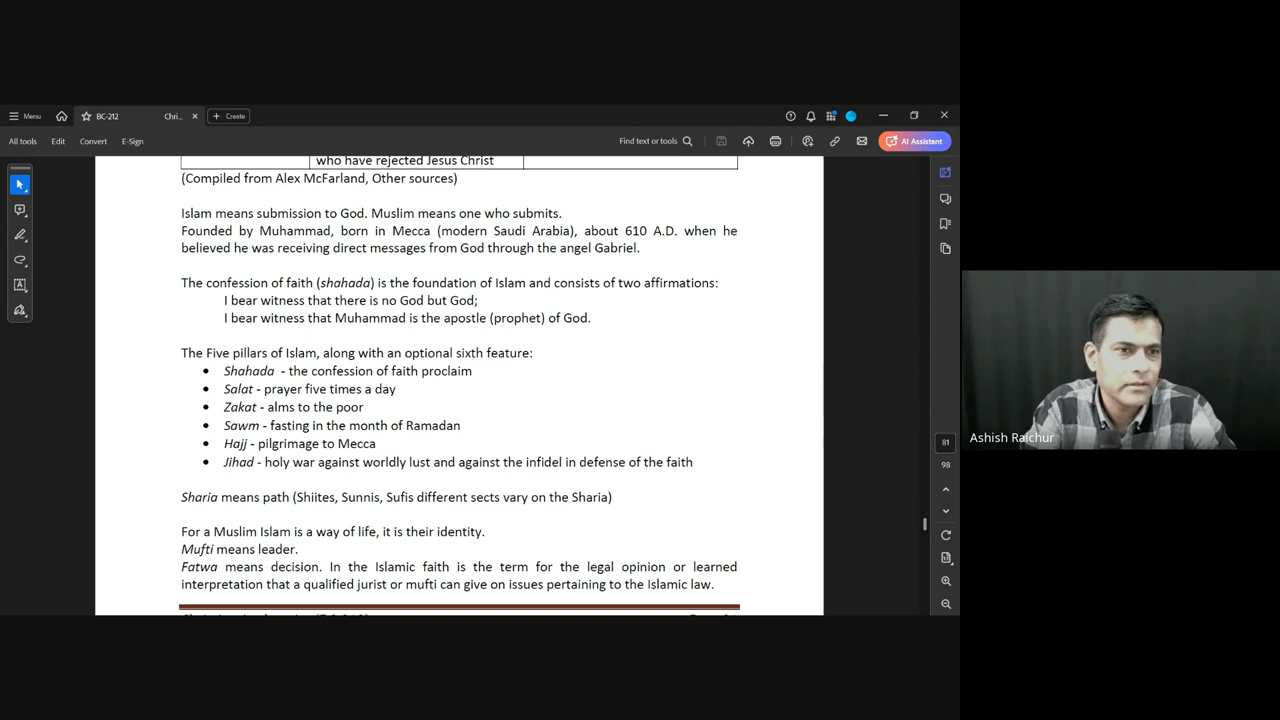 Menu
BC-212
Chri...
Create
All tools
Edit
Convert
E-Sign
Find text or tools
AI Assistant
who have rejected Jesus Christ
(Compiled from Alex McFarland, Other sources)
Islam means submission to God. Muslim means one who submits.
Founded by Muhammad, born in Mecca (modern Saudi Arabia), about 610 A.D. when he
believed he was receiving direct messages from God through the angel Gabriel.
The confession of faith (shahada) is the foundation of Islam and consists of two affirmations:
I bear witness that there is no God but God;
I bear witness that Muhammad is the apostle (prophet) of God.
The Five pillars of Islam, along with an optional sixth feature:
• Shahada - the confession of faith proclaim
• Salat - prayer five times a day
• Zakat - alms to the poor
• Sawm - fasting in the month of Ramadan
• Hajj - pilgrimage to Mecca
• Jihad - holy war against worldly lust and against the infidel in defense of the faith
Sharia means path (Shiites, Sunnis, Sufis different sects vary on the Sharia)
For a Muslim Islam is a way of life, it is their identity.
Mufti means leader.
Fatwa means decision. In the Islamic faith is the term for the legal opinion or learned
interpretation that a qualified jurist or mufti can give on issues pertaining to the Islamic law.
81
98
Ashish Raichur